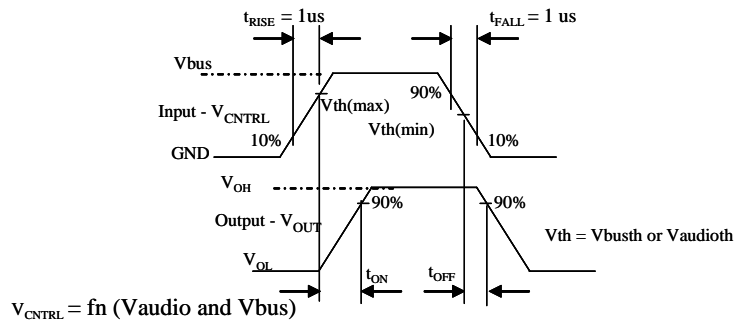 tRISE = 1us
tFALL = 1 us
Vbus
90%
Vth(max)
Input - VCNTRL
Vth(min)
10%
10%
GND
VOH
90%
90%
Output - VOUT
Vth = Vbusth or Vaudioth
VOL
tON
tOFF
VCNTRL = fn (Vaudio and Vbus)